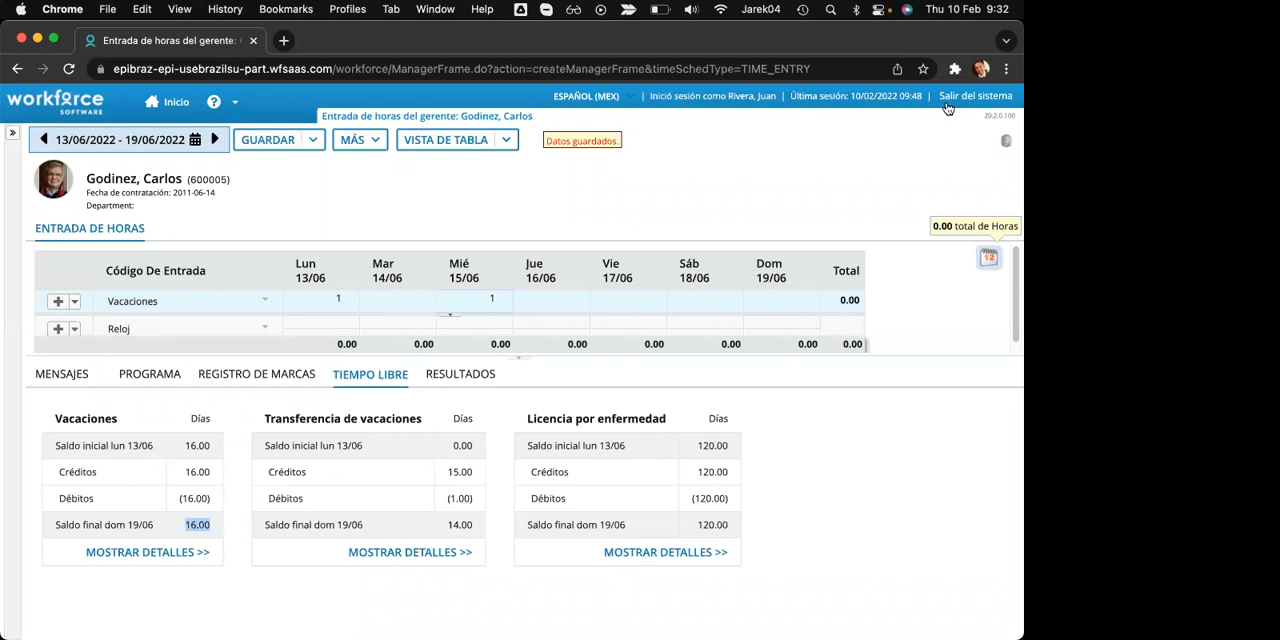 Chrome File Edit View History Bookmarks Profiles Tab Window Help Jarek04 Thu 10 Feb 9:32
Entrada de horas del gerente:
epibraz-epi-usebrazilsu-part.wfsaas.com/workforce/ManagerFrame.do?action=createManagerFrame&timeSchedType=TIME_ENTRY
workforce SOFTWARE Inicio ? ESPAÑOL (MEX) | Inició sesión como Rivera, Juan | Última sesión: 10/02/2022 09:48 | Salir del sistema
Entrada de horas del gerente: Godinez, Carlos 20.2.0.100
13/06/2022 - 19/06/2022 GUARDAR MÁS VISTA DE TABLA Datos guardados.
Godinez, Carlos (600005)
Fecha de contratación: 2011-06-14
Department:
ENTRADA DE HORAS 0.00 total de Horas
Código De Entrada Lun 13/06 Mar 14/06 Mié 15/06 Jue 16/06 Vie 17/06 Sáb 18/06 Dom 19/06 Total
12
Vacaciones 1 1 0.00
Reloj
0.00 0.00 0.00 0.00 0.00 0.00 0.00 0.00
MENSAJES PROGRAMA REGISTRO DE MARCAS TIEMPO LIBRE RESULTADOS
Vacaciones Días Transferencia de vacaciones Días Licencia por enfermedad Días
Saldo inicial lun 13/06 16.00 Saldo inicial lun 13/06 0.00 Saldo inicial lun 13/06 120.00
Créditos 16.00 Créditos 15.00 Créditos 120.00
Débitos (16.00) Débitos (1.00) Débitos (120.00)
Saldo final dom 19/06 16.00 Saldo final dom 19/06 14.00 Saldo final dom 19/06 120.00
MOSTRAR DETALLES >> MOSTRAR DETALLES >> MOSTRAR DETALLES >>